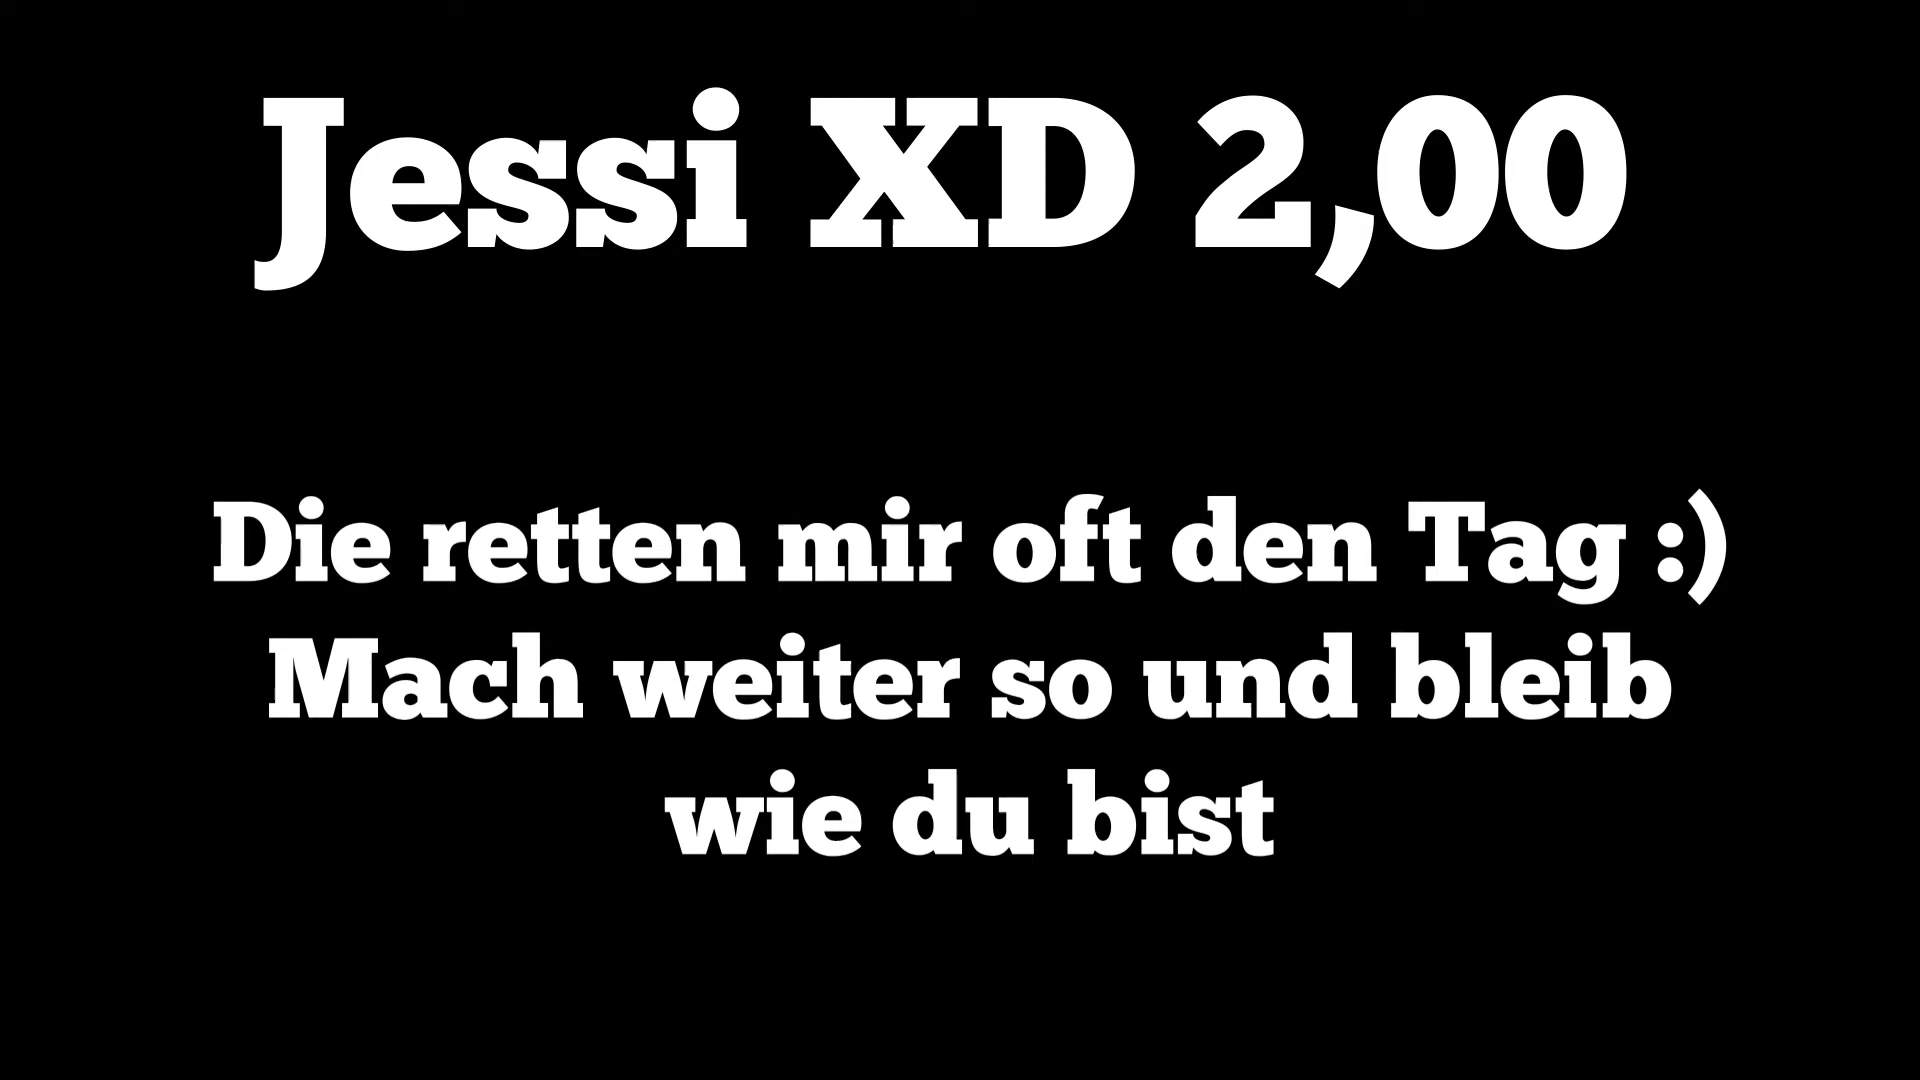 Jessi XD 2,00
Die retten mir oft den Tag :)
Mach weiter so und bleib
wie du bist